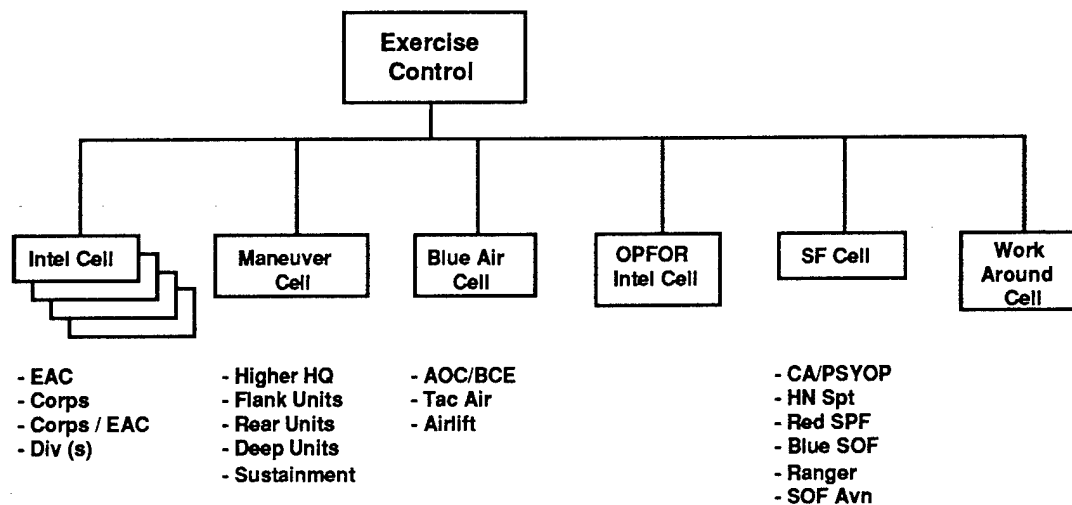 Exercise
Control
Intel Cell
Maneuver
Cell
Blue Air
Cell
OPFOR
Intel Cell
SF Cell
Work
Around
Cell
- EAC
- Corps
- Corps / EAC
- Div (s)
- Higher HQ
- Flank Units
- Rear Units
- Deep Units
- Sustainment
- AOC/BCE
- Tac Air
- Airlift
- CA/PSYOP
- HN Spt
- Red SPF
- Blue SOF
- Ranger
- SOF Avn